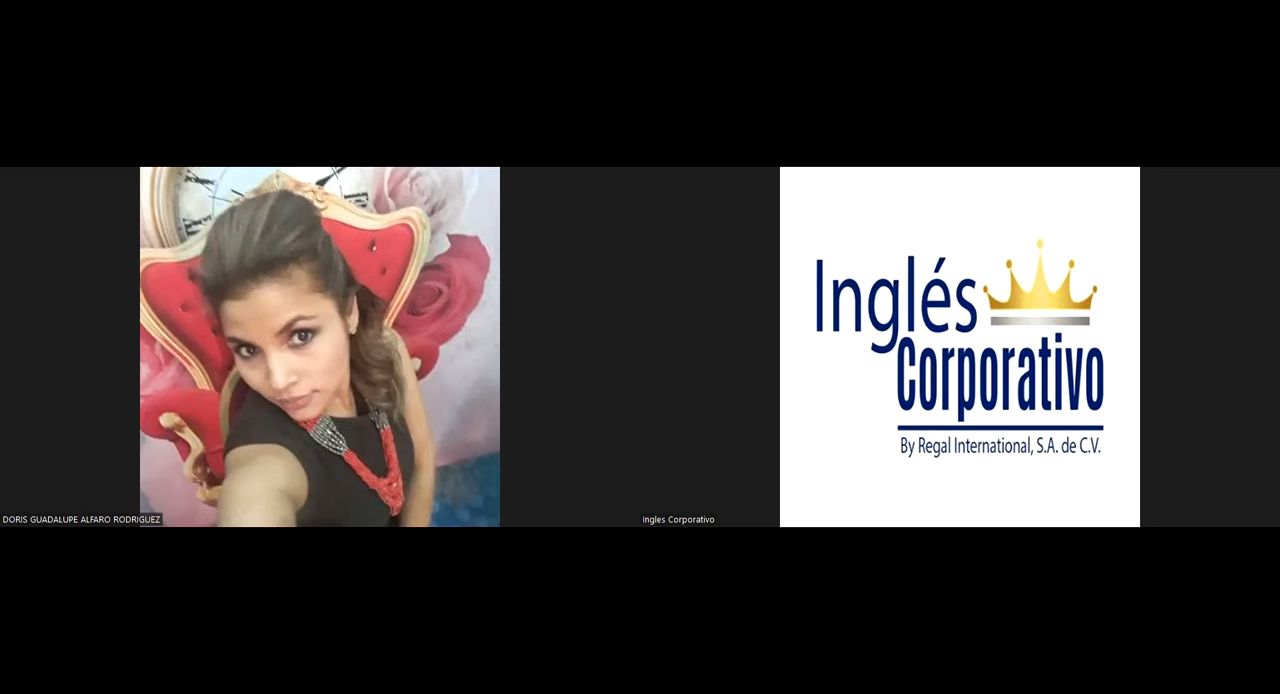 DORIS GUADALUPE ALFARO RODRIGUEZ
Inglés
Corporativo
By Regal International, S.A. de C.V.
Ingles Corporativo